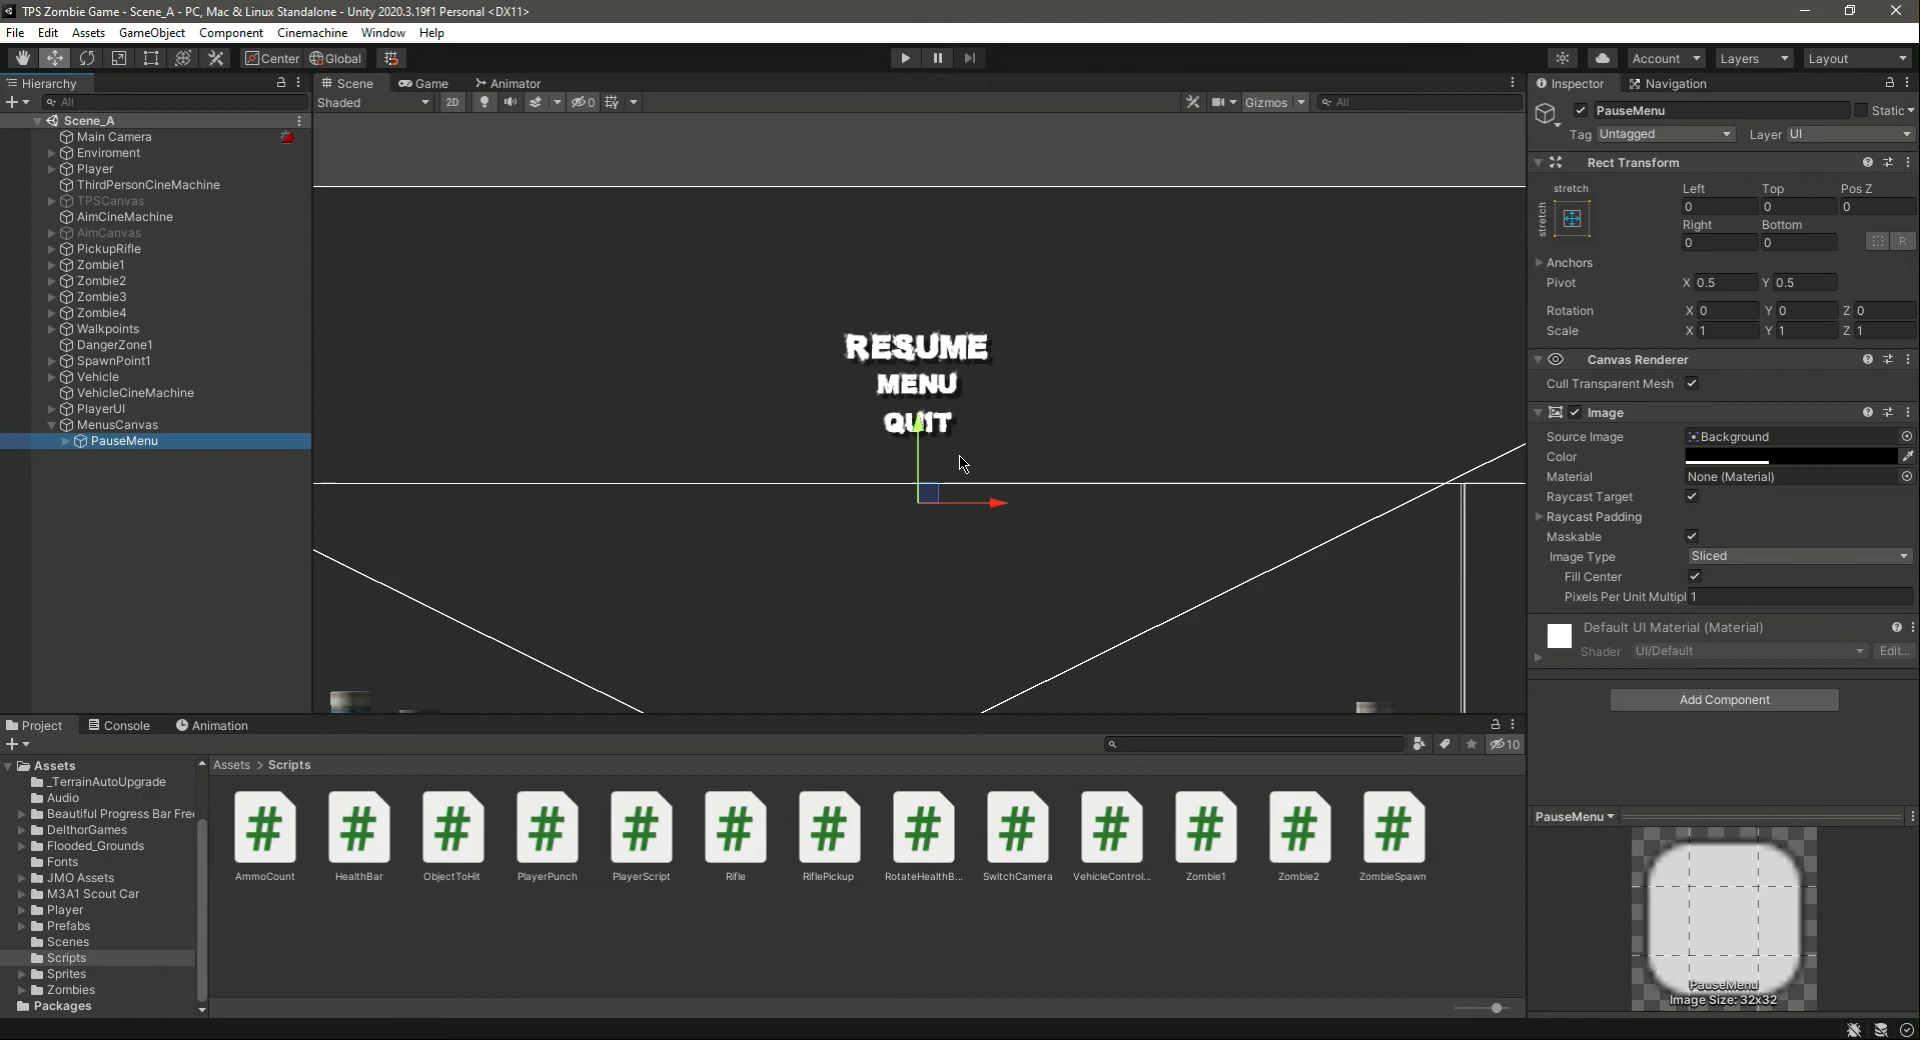 TPS Zombie Game - Scene_A - PC, Mac & Linux Standalone - Unity 2020.3.19f1 Personal <DX11>
File Edit Assets GameObject Component Cinemachine Window Help
Center Global Account Layers Layout
Hierarchy
All
Scene_A
Main Camera
Enviroment
Player
ThirdPersonCineMachine
TPSCanvas
AimCineMachine
AimCanvas
PickupRifle
Zombie1
Zombie2
Zombie3
Zombie4
Walkpoints
DangerZone1
SpawnPoint1
Vehicle
VehicleCineMachine
PlayerUI
MenusCanvas
PauseMenu
Scene Game Animator
Shaded 2D 0 Gizmos All
RESUME
MENU
QUIT
Inspector Navigation
PauseMenu Static
Tag Untagged Layer UI
Rect Transform
stretch
stretch
Left Top Pos Z
0 0 0
Right Bottom
0 0 R
Anchors
Pivot X 0.5 Y 0.5
Rotation X 0 Y 0 Z 0
Scale X 1 Y 1 Z 1
Canvas Renderer
Cull Transparent Mesh
Image
Source Image Background
Color
Material None (Material)
Raycast Target
Raycast Padding
Maskable
Image Type Sliced
Fill Center
Pixels Per Unit Multipl 1
Default UI Material (Material)
Shader UI/Default Edit...
Add Component
PauseMenu
PauseMenu
Image Size: 32x32
Project Console Animation
10
Assets
_TerrainAutoUpgrade
Audio
Beautiful Progress Bar Free
DelthorGames
Flooded_Grounds
Fonts
JMO Assets
M3A1 Scout Car
Player
Prefabs
Scenes
Scripts
Sprites
Zombies
Packages
Assets > Scripts
AmmoCount HealthBar ObjectToHit PlayerPunch PlayerScript Rifle RiflePickup RotateHealthB... SwitchCamera VehicleControl... Zombie1 Zombie2 ZombieSpawn